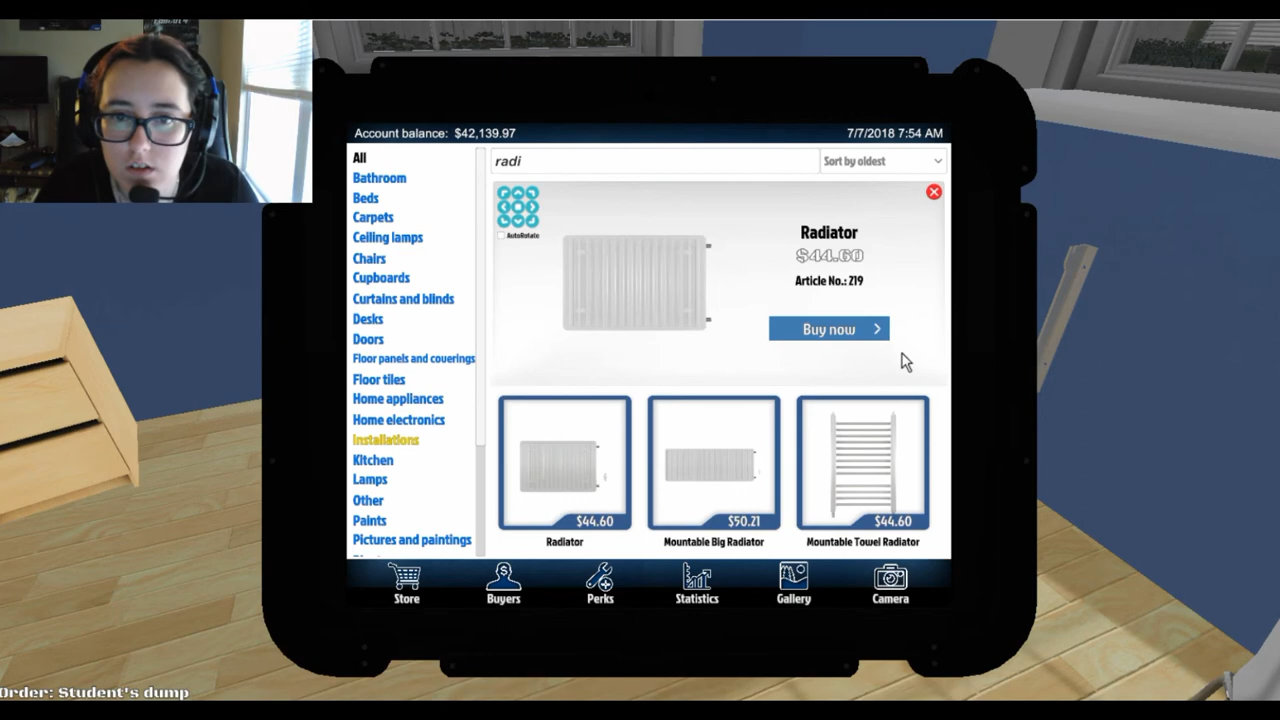 Account balance: $42,139.97
7/7/2018 7:54 AM
All
Bathroom
Beds
Carpets
Ceiling lamps
Chairs
Cupboards
Curtains and blinds
Desks
Doors
Floor panels and coverings
Floor tiles
Home appliances
Home electronics
Installations
Kitchen
Lamps
Other
Paints
Pictures and paintings
radi
Sort by oldest
AutoRotate
Radiator
$44.60
Article No.: 219
Buy now
$44.60
$50.21
$44.60
Radiator
Mountable Big Radiator
Mountable Towel Radiator
Store
Buyers
Perks
Statistics
Gallery
Camera
Order: Student's dump